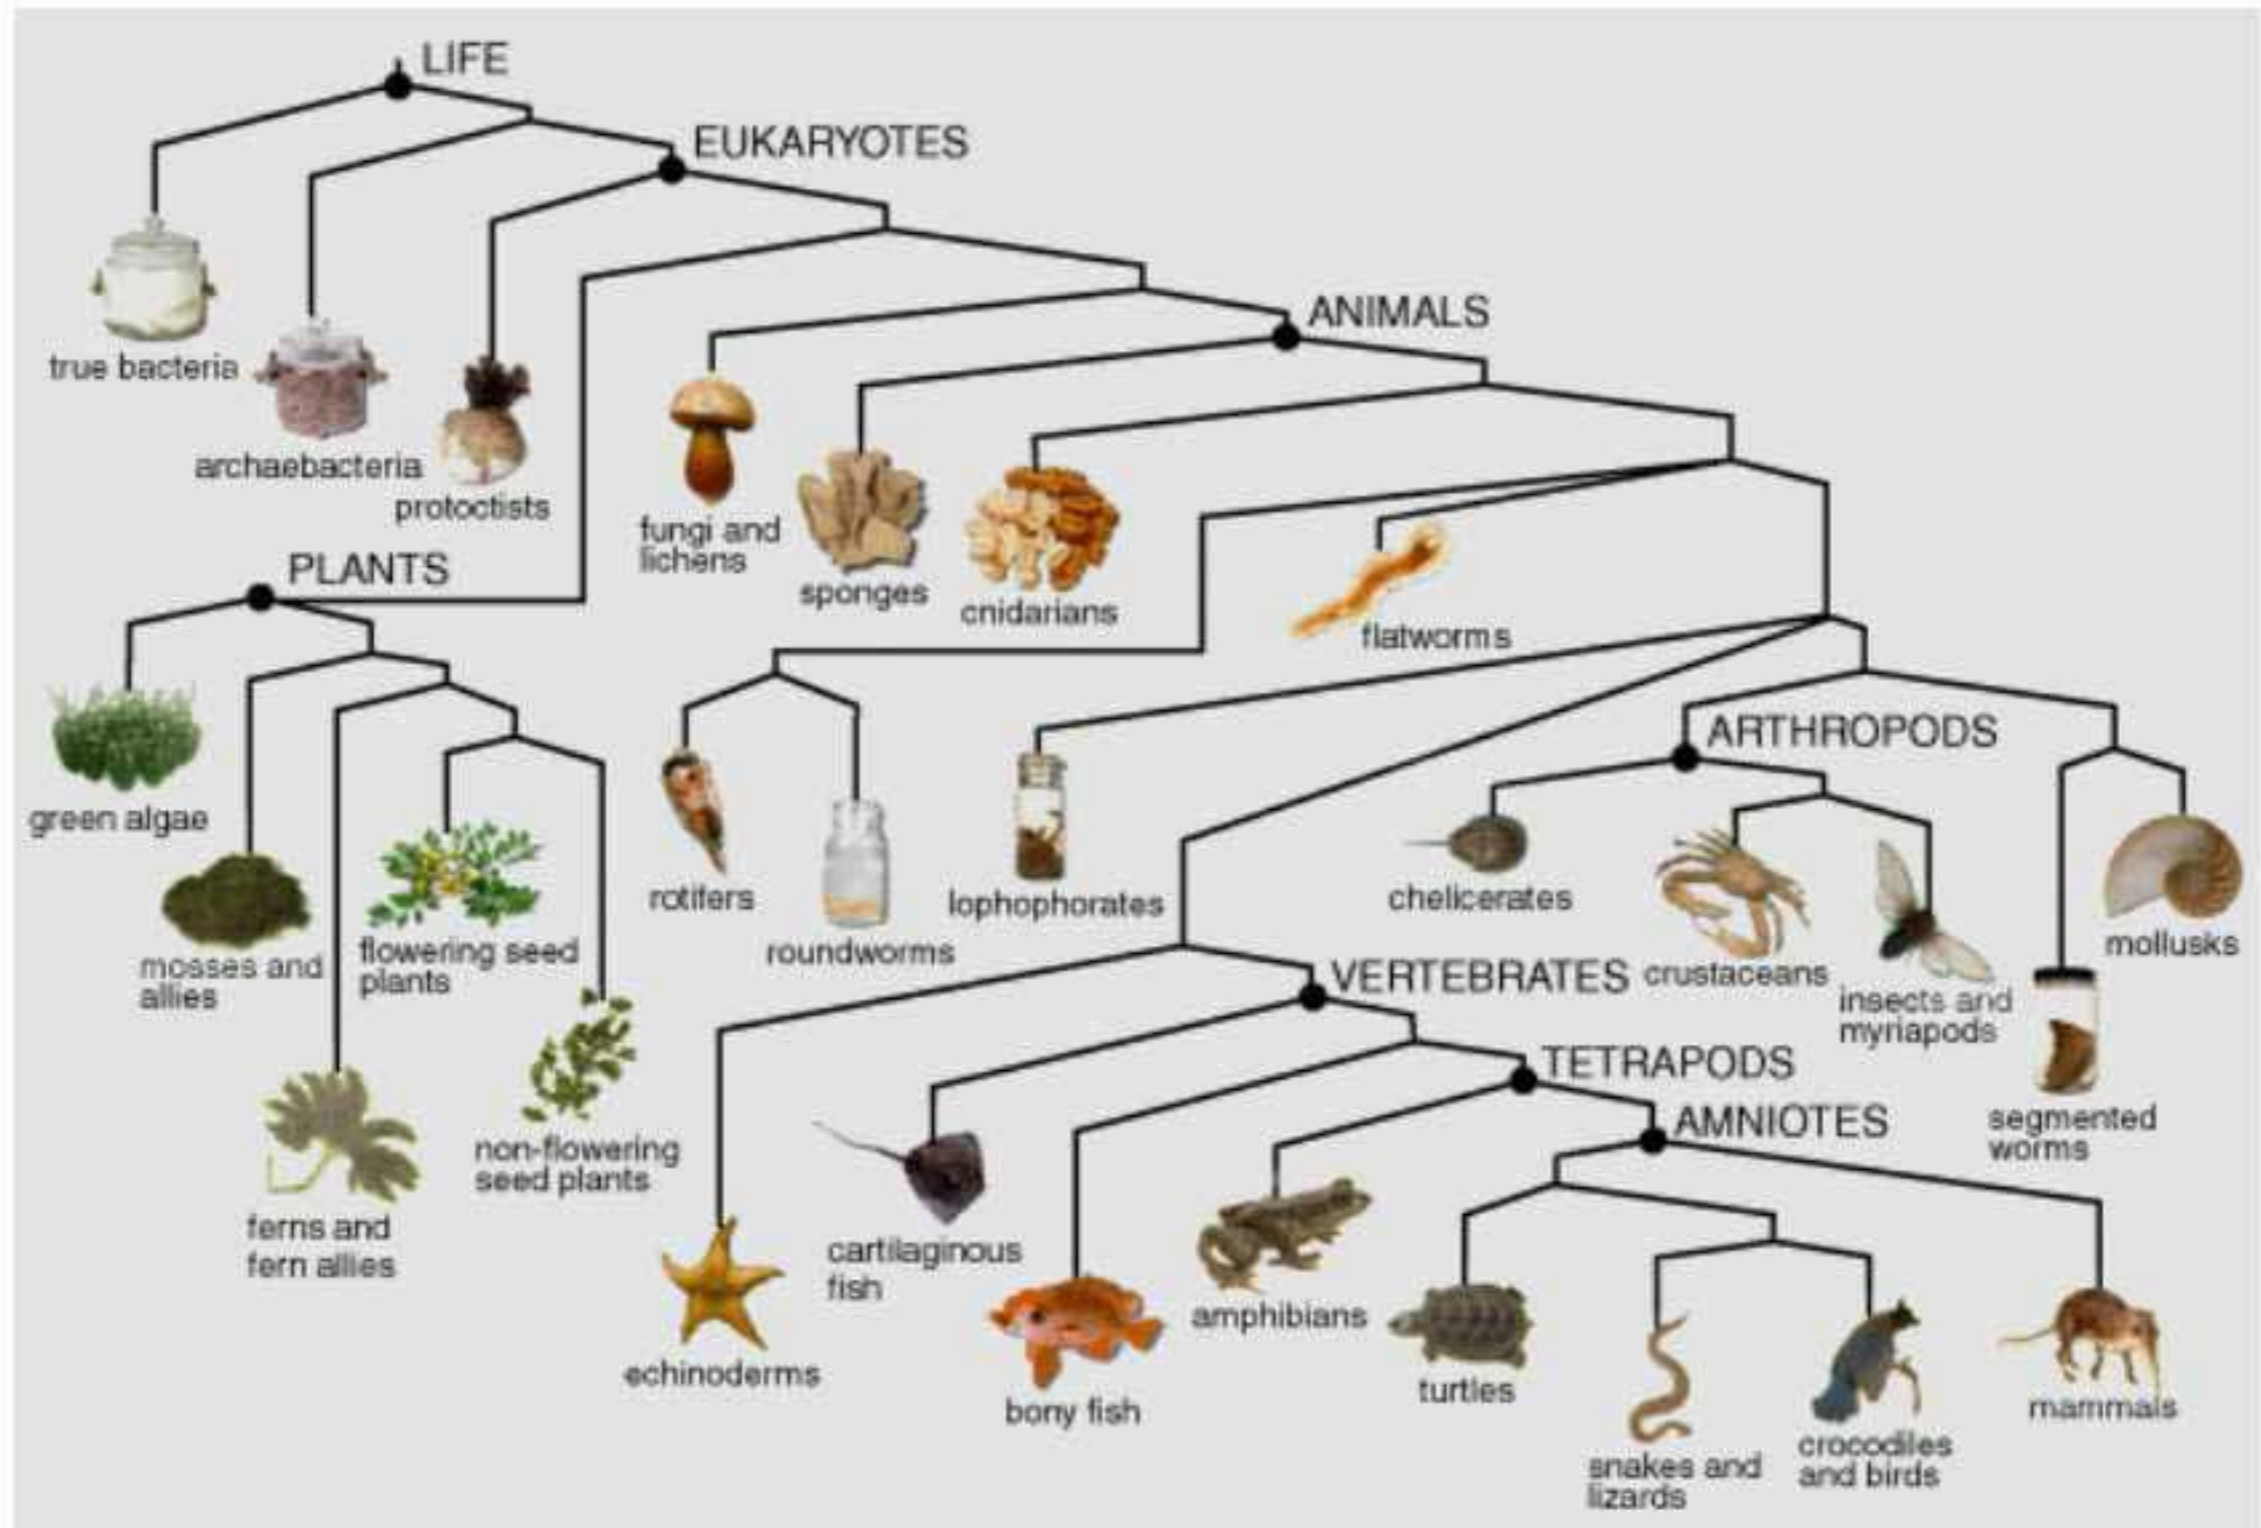 LIFE
EUKARYOTES
ANIMALS
true bacteria
archaebacteria
protoctists
fungi and
lichens
sponges
cnidarians
flatworms
PLANTS
green algae
mosses and
allies
flowering seed
plants
ferns and
fern allies
non-flowering
seed plants
rotifers
roundworms
lophophorates
ARTHROPODS
chelicerates
crustaceans
insects and
myriapods
mollusks
segmented
worms
VERTEBRATES
TETRAPODS
AMNIOTES
echinoderms
cartilaginous
fish
bony fish
amphibians
turtles
snakes and
lizards
crocodiles
and birds
mammals